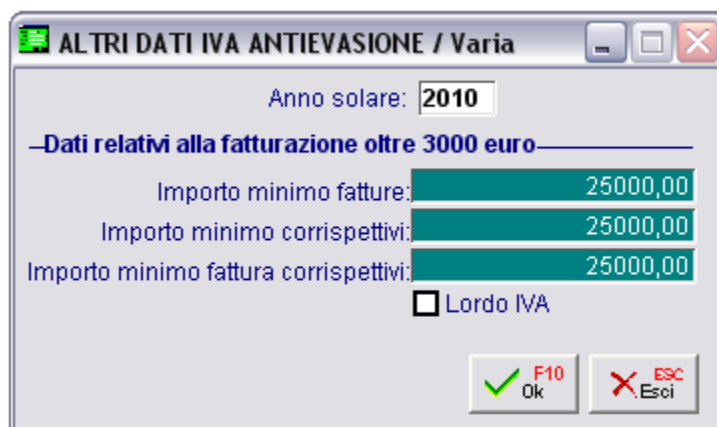 ALTRI DATI IVA ANTIEVASIONE / Varia
Anno solare: 2010
Dati relativi alla fatturazione oltre 3000 euro
Importo minimo fatture: 25000,00
Importo minimo corrispettivi: 25000,00
Importo minimo fattura corrispettivi: 25000,00
Lordo IVA
F10 Ok
ESC Esci